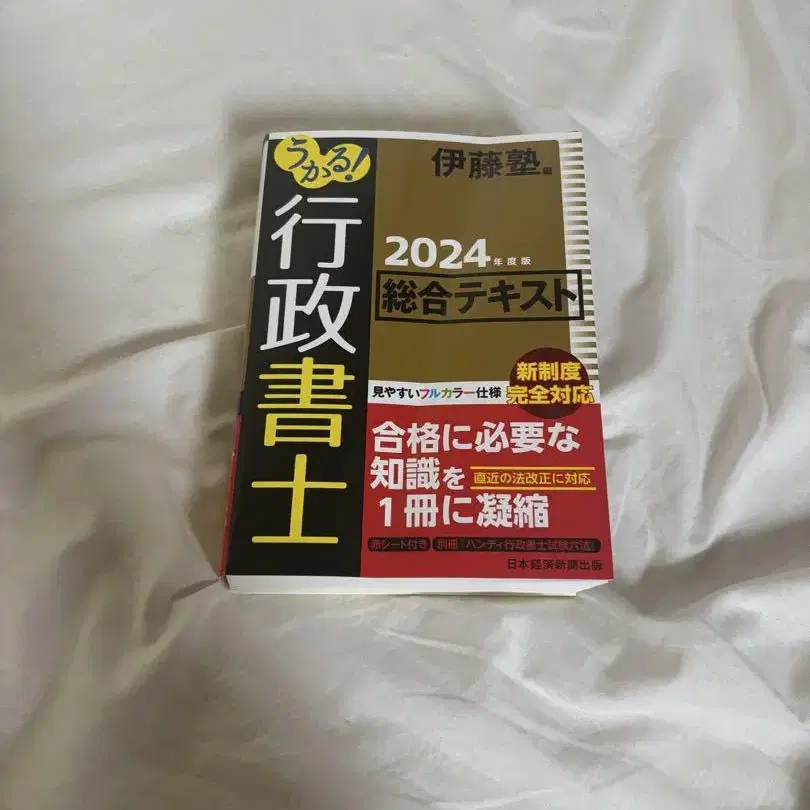 うかる!
行政書士
伊藤塾編
2024年度版
総合テキスト
見やすいフルカラー仕様
新制度
完全対応
合格に必要な
知識を
直近の法改正に対応
1冊に凝縮
赤シート付き
別冊「ハンディ行政書士試験六法」
日本経済新聞出版